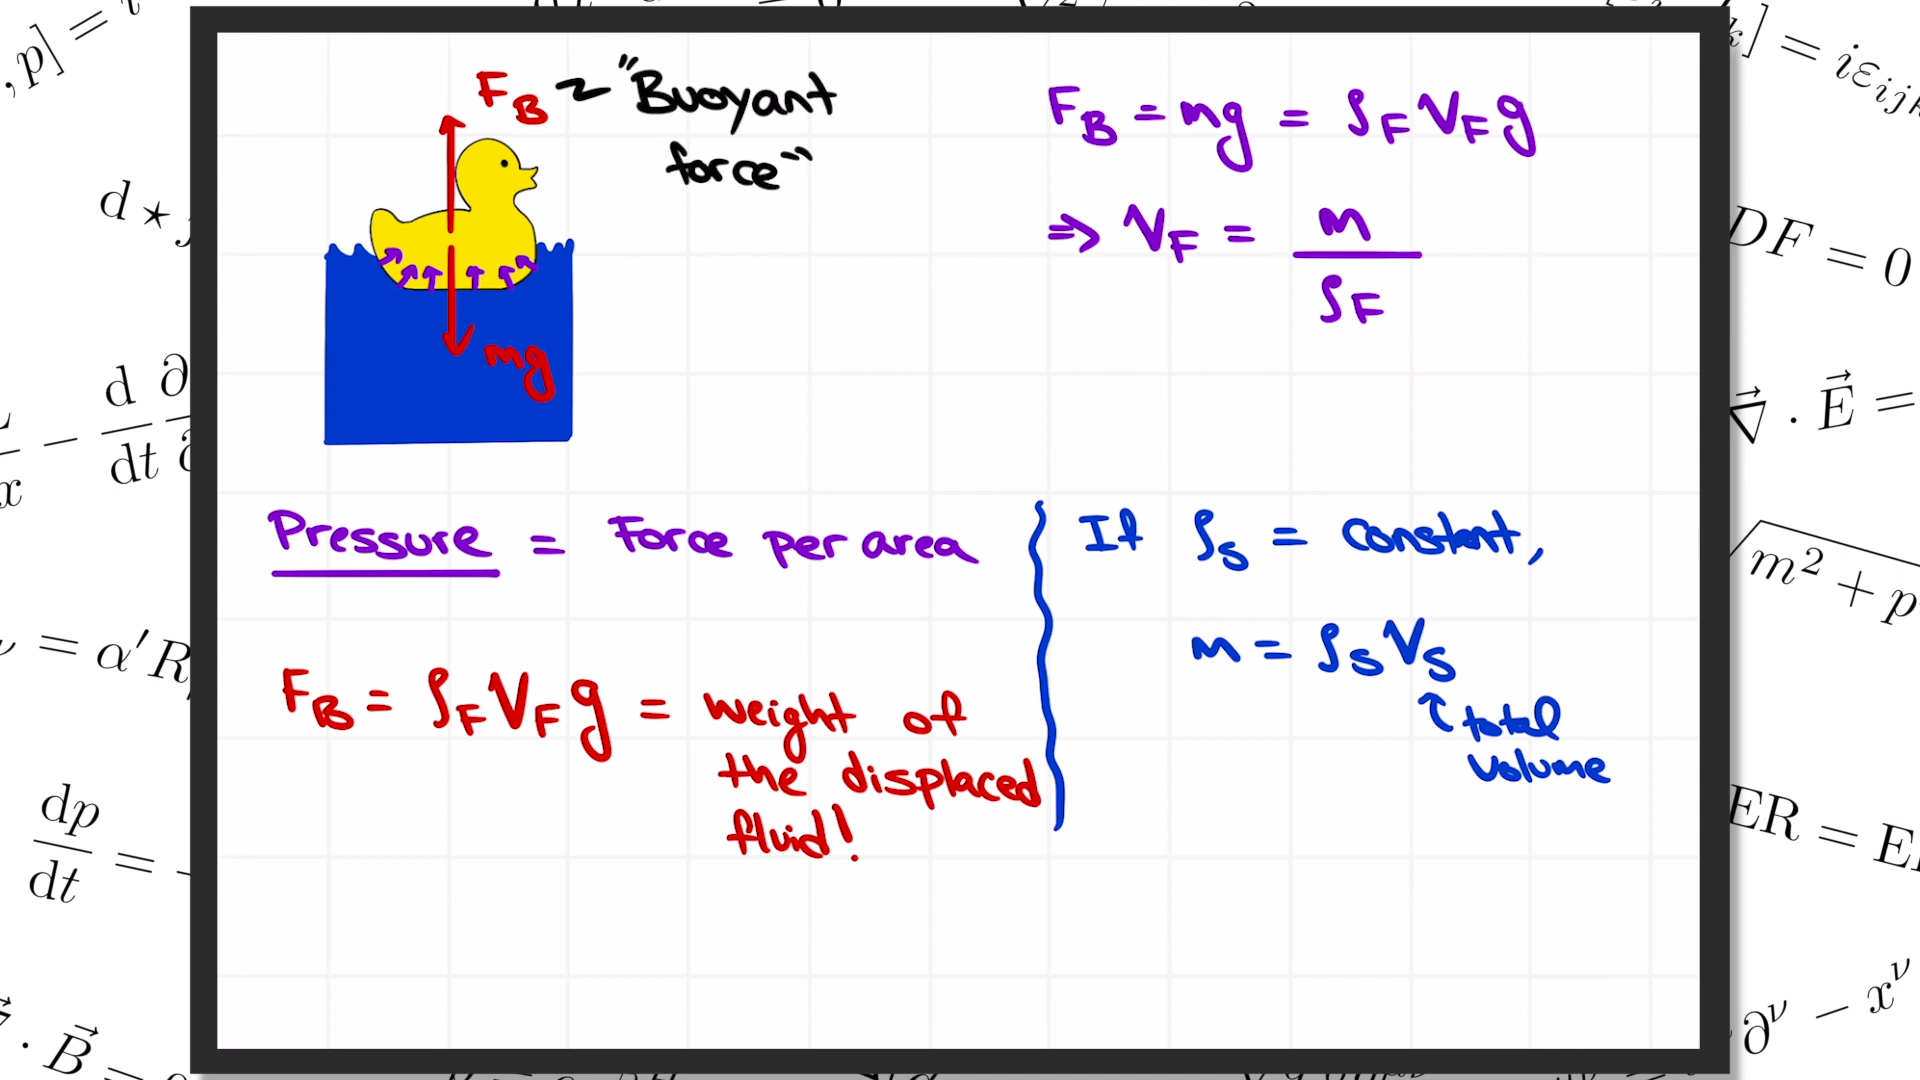 F_B ~ "Buoyant
force"
mg
F_B = mg = ρ_F V_F g
⇒ V_F = m / ρ_F
Pressure = Force per area
F_B = ρ_F V_F g = weight of
the displaced
fluid!
If ρ_s = constant,
m = ρ_s V_s
total
volume
, p] =
d ⋆
d ∂
dt ∂
x −
= α′R
dp
dt = −
· B⃗ =
k] = iε_ijk
DF = 0
∇⃗ · E⃗ =
√m² + p
ER = E
∂^ν − x^ν